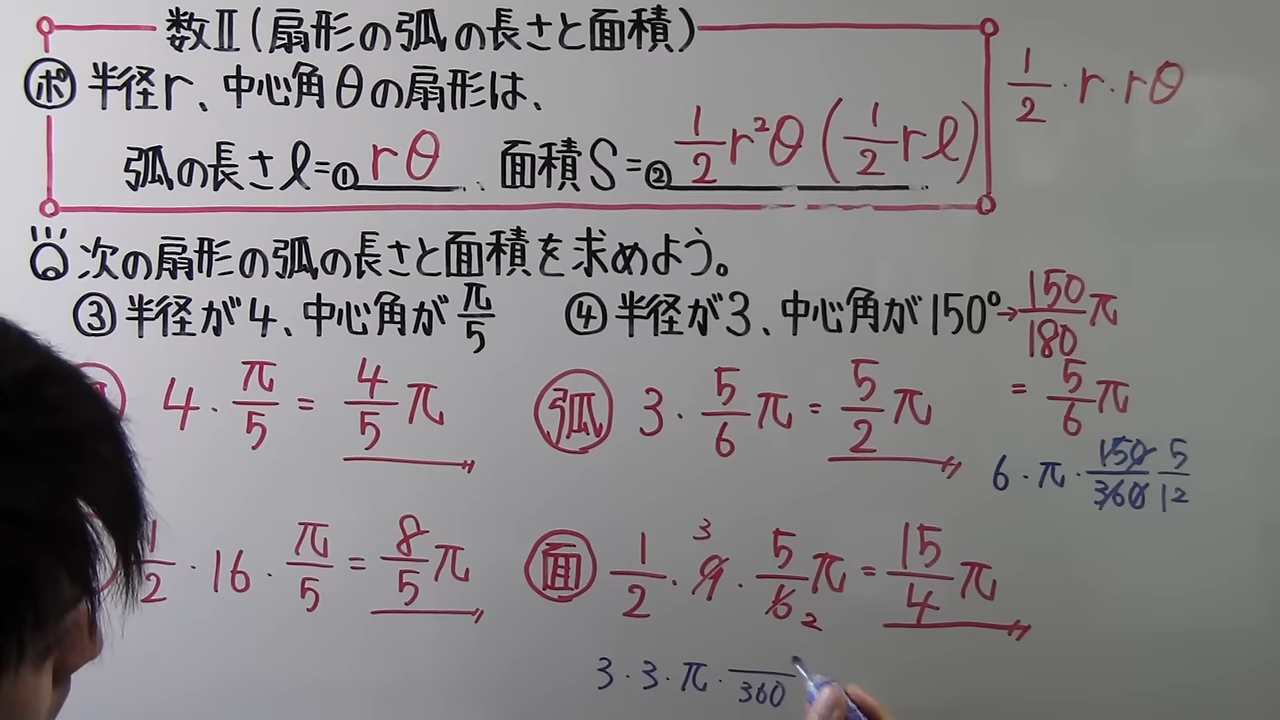 数Ⅱ(扇形の弧の長さと面積)
ポ 半径r、中心角θの扇形は、
弧の長さℓ=① rθ 面積S=② 1/2 r²θ (1/2 rℓ)
1/2・r・rθ
次の扇形の弧の長さと面積を求めよう。
③半径が4、中心角がπ/5
④半径が3、中心角が150°→150/180 π
= 5/6 π
4・π/5 = 4/5 π
弧 3・5/6 π = 5/2 π
6・π・150/360 5/12
1/2・16・π/5 = 8/5 π
面 1/2・9 3・5/6 2 π = 15/4 π
3・3・π・ /360